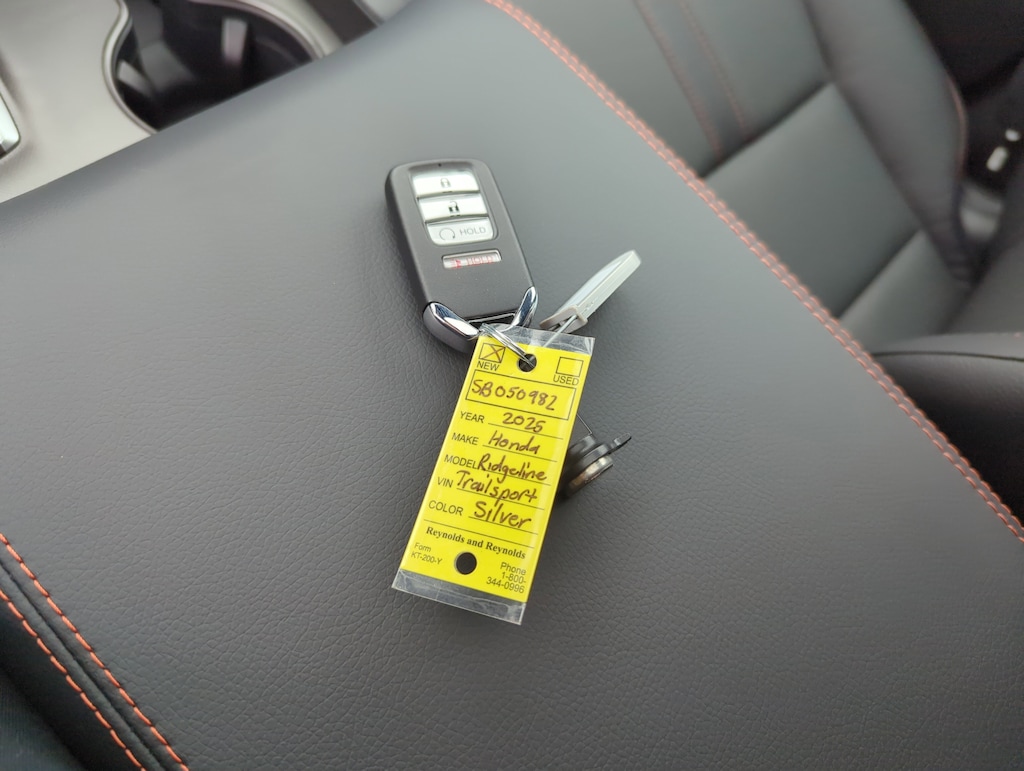 HOLD
HOLD
NEW
USED
SB050982
YEAR 2025
MAKE Honda
MODEL Ridgeline
VIN Trailsport
COLOR Silver
Reynolds and Reynolds
Form
KT-200-Y
Phone
1-800-
344-0996